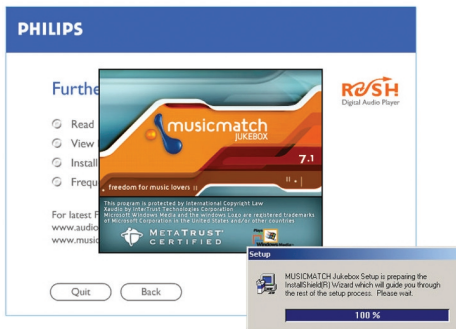 PHILIPS
Furthe
RUSH
Digital Audio Player
Read
View
Install
Frequ
For latest F
www.audio
www.music
musicmatch
JUKEBOX
7.1
freedom for music lovers
This program is protected by International Copyright Law
Xaudio by InterTrust Technologies Corporation
Microsoft Windows Media and the windows Logo are registered trademarks
of Microsoft Corporation in the United States and/or other countries
METATRUST
CERTIFIED
Plays
Windows Media
Quit
Back
Setup
MUSICMATCH Jukebox Setup is preparing the
InstallShield(R) Wizard which will guide you through
the rest of the setup process. Please wait.
100 %